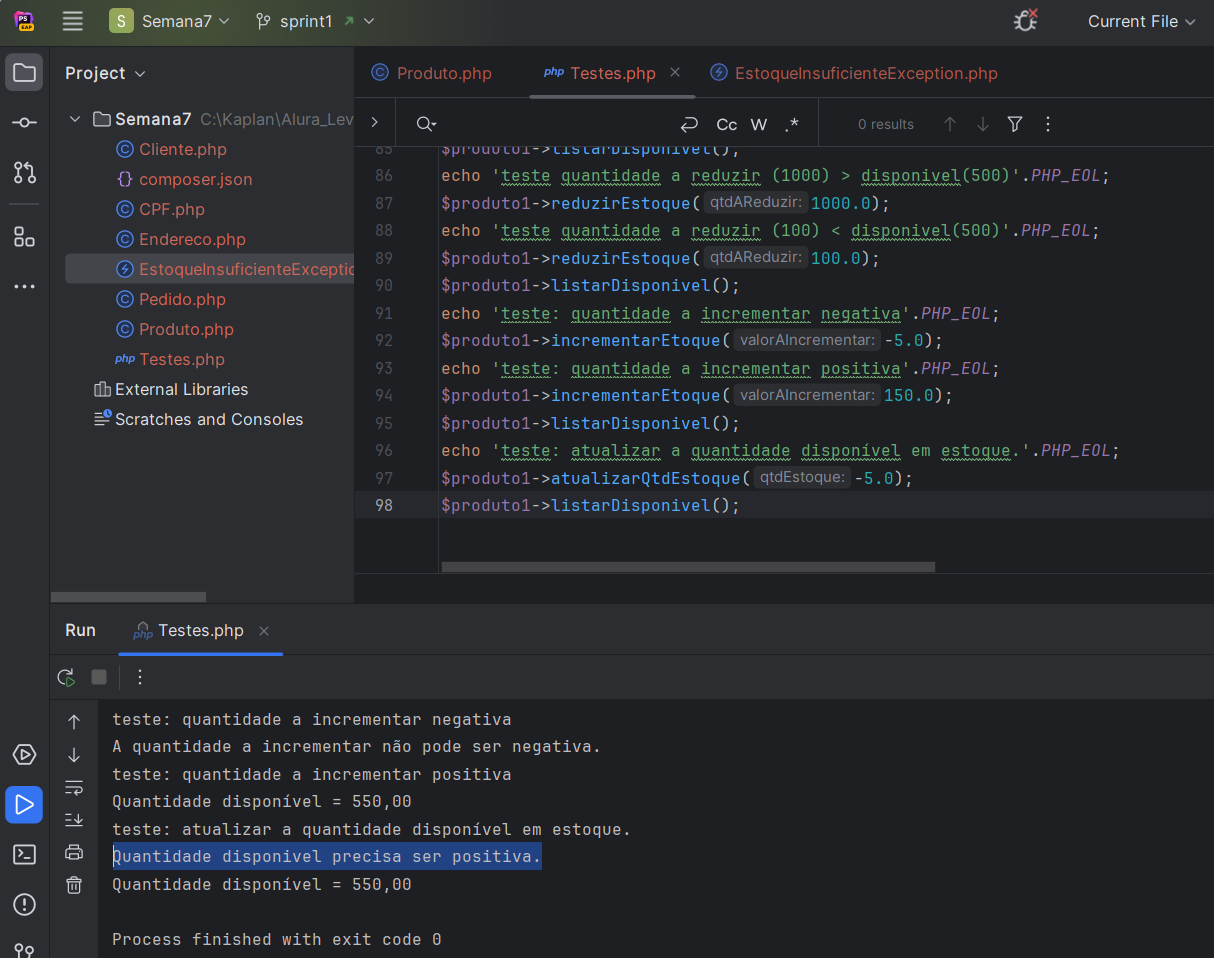 PS
EAP
S
Semana7
sprint1
Current File
Project
Produto.php
php Testes.php
EstoqueInsuficienteException.php
Semana7 C:\Kaplan\Alura_Lev
Cliente.php
composer.json
CPF.php
Endereco.php
EstoqueInsuficienteExceptio
Pedido.php
Produto.php
php Testes.php
External Libraries
Scratches and Consoles
Cc W .* 0 results
85 $produto1->listarDisponivel();
86 echo 'teste quantidade a reduzir (1000) > disponivel(500)'.PHP_EOL;
87 $produto1->reduzirEstoque( qtdAReduzir: 1000.0);
88 echo 'teste quantidade a reduzir (100) < disponivel(500)'.PHP_EOL;
89 $produto1->reduzirEstoque( qtdAReduzir: 100.0);
90 $produto1->listarDisponivel();
91 echo 'teste: quantidade a incrementar negativa'.PHP_EOL;
92 $produto1->incrementarEtoque( valorAIncrementar: -5.0);
93 echo 'teste: quantidade a incrementar positiva'.PHP_EOL;
94 $produto1->incrementarEtoque( valorAIncrementar: 150.0);
95 $produto1->listarDisponivel();
96 echo 'teste: atualizar a quantidade disponível em estoque.'.PHP_EOL;
97 $produto1->atualizarQtdEstoque( qtdEstoque: -5.0);
98 $produto1->listarDisponivel();
Run
php Testes.php
teste: quantidade a incrementar negativa
A quantidade a incrementar não pode ser negativa.
teste: quantidade a incrementar positiva
Quantidade disponível = 550,00
teste: atualizar a quantidade disponível em estoque.
Quantidade disponivel precisa ser positiva.
Quantidade disponível = 550,00
Process finished with exit code 0